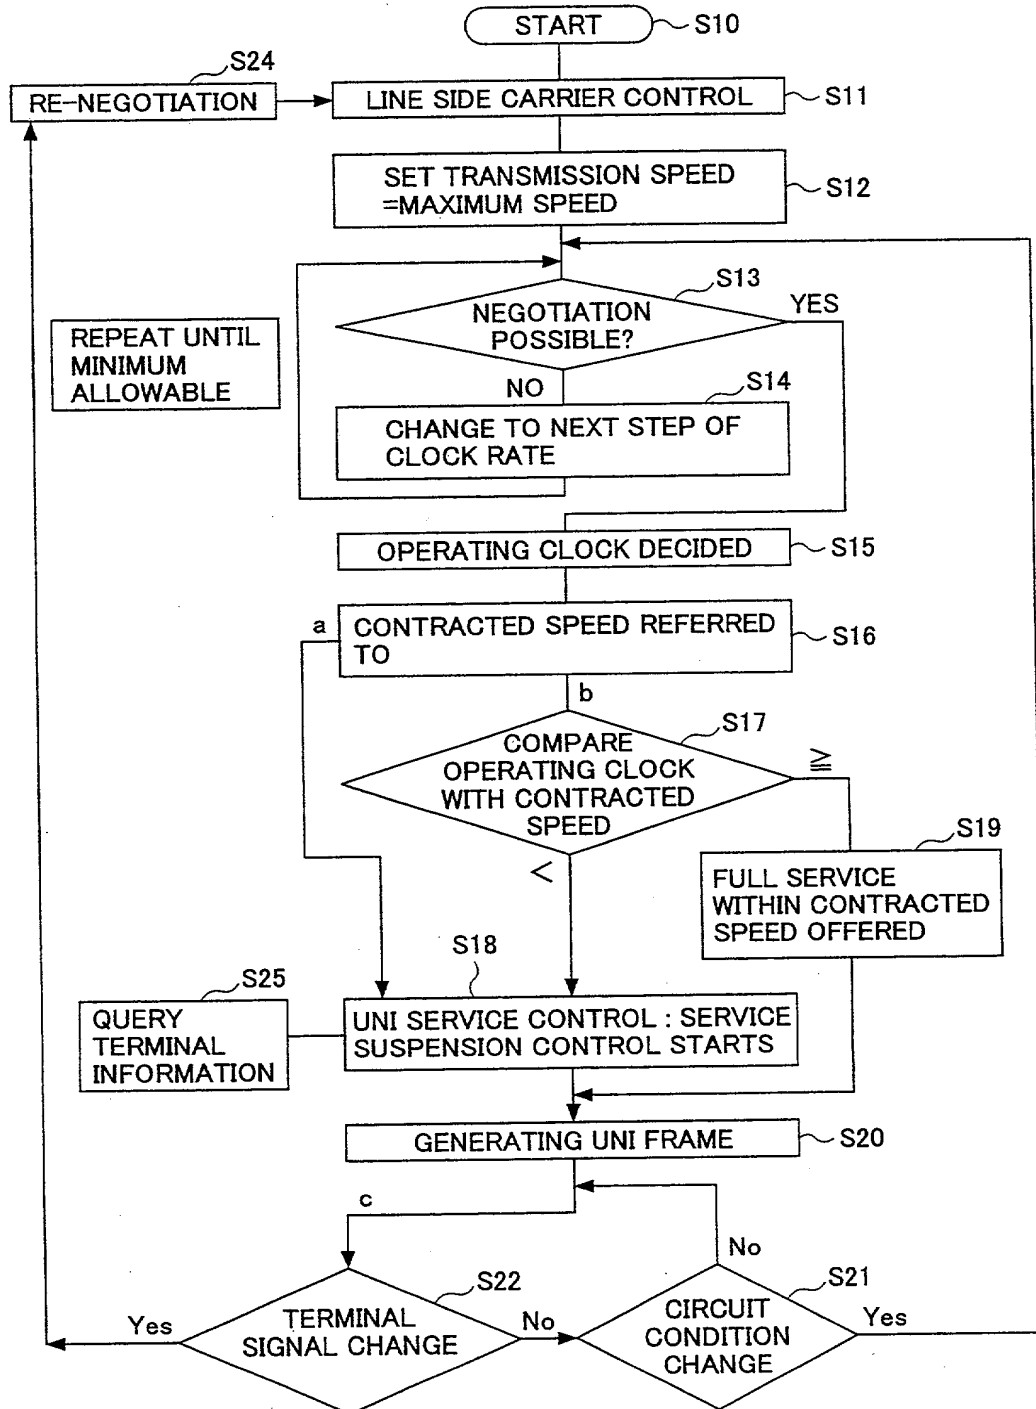 START
S10
S24
RE-NEGOTIATION
LINE SIDE CARRIER CONTROL
S11
SET TRANSMISSION SPEED
=MAXIMUM SPEED
S12
S13
NEGOTIATION
POSSIBLE?
YES
REPEAT UNTIL
MINIMUM
ALLOWABLE
NO
S14
CHANGE TO NEXT STEP OF
CLOCK RATE
OPERATING CLOCK DECIDED
S15
a
CONTRACTED SPEED REFERRED
TO
S16
b
S17
COMPARE
OPERATING CLOCK
WITH CONTRACTED
SPEED
≧
<
S19
FULL SERVICE
WITHIN CONTRACTED
SPEED OFFERED
S18
S25
QUERY
TERMINAL
INFORMATION
UNI SERVICE CONTROL : SERVICE
SUSPENSION CONTROL STARTS
GENERATING UNI FRAME
S20
c
No
S22
S21
Yes
TERMINAL
SIGNAL CHANGE
No
CIRCUIT
CONDITION
CHANGE
Yes